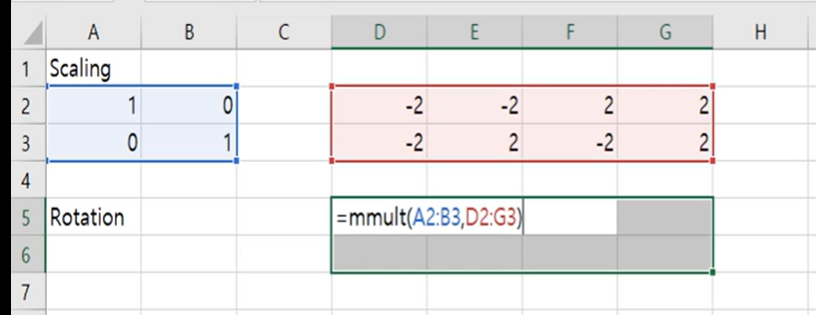 A B C D E F G H
1 Scaling
2 1 0 -2 -2 2 2
3 0 1 -2 2 -2 2
4
5 Rotation =mmult(A2:B3,D2:G3)
6
7